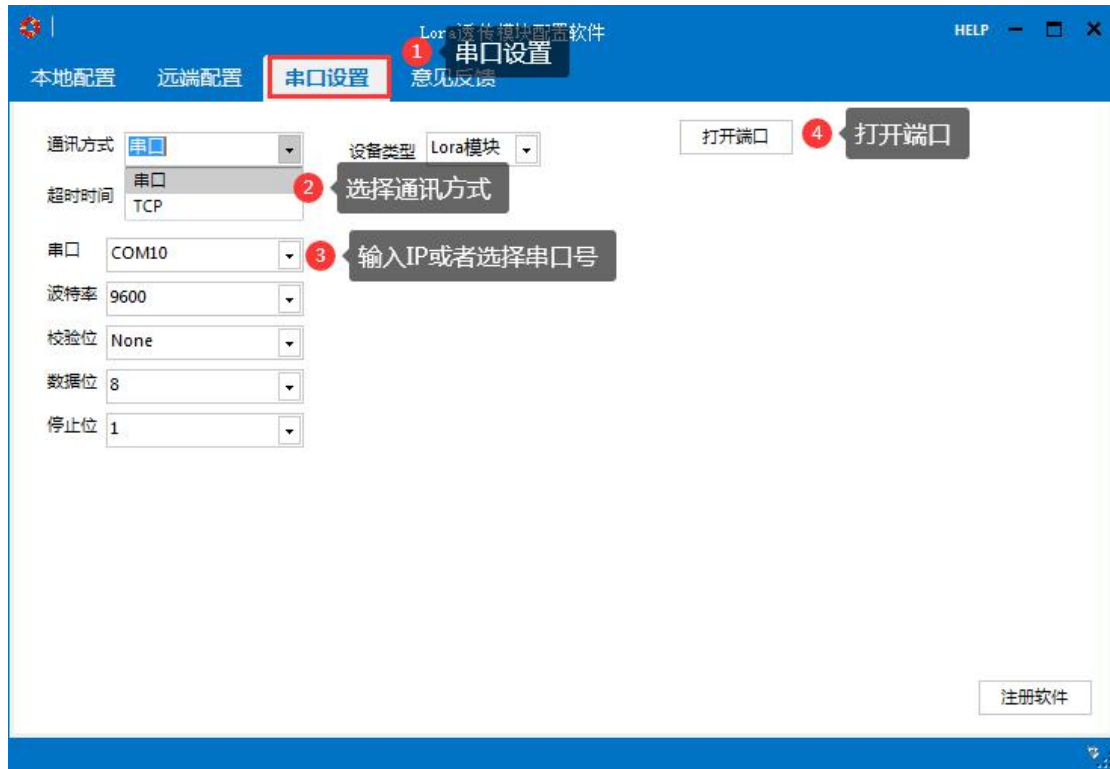 Lora透传模块配置软件
HELP
1 串口设置
本地配置 远端配置 串口设置 意见反馈
通讯方式 串口
设备类型 Lora模块
打开端口
4 打开端口
串口
TCP
2 选择通讯方式
超时时间
串口 COM10
3 输入IP或者选择串口号
波特率 9600
校验位 None
数据位 8
停止位 1
注册软件